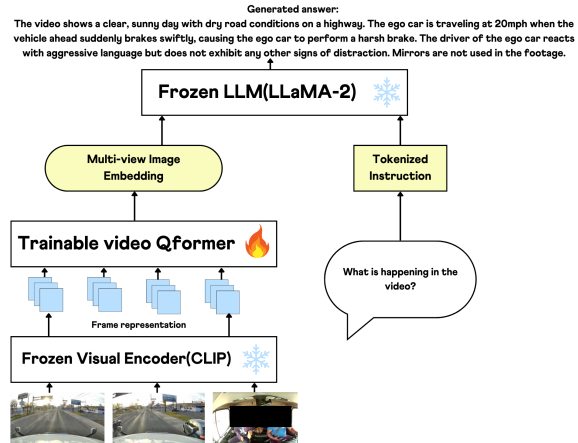 Generated answer:
The video shows a clear, sunny day with dry road conditions on a highway. The ego car is traveling at 20mph when the
vehicle ahead suddenly brakes swiftly, causing the ego car to perform a harsh brake. The driver of the ego car reacts
with aggressive language but does not exhibit any other signs of distraction. Mirrors are not used in the footage.
Frozen LLM(LLaMA-2)
Multi-view Image
Embedding
Tokenized
Instruction
Trainable video Qformer
What is happening in the
video?
Frame representation
Frozen Visual Encoder(CLIP)